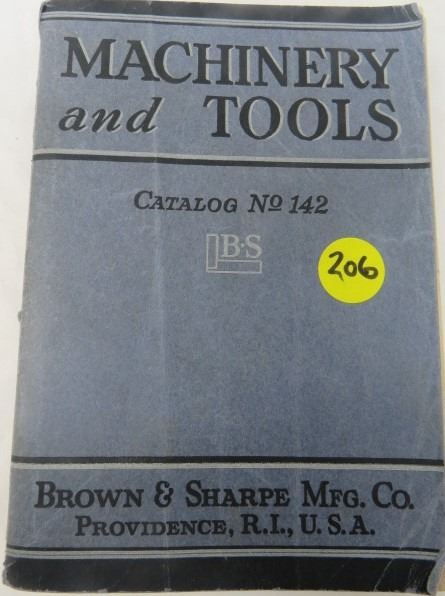 MACHINERY
and TOOLS
CATALOG No 142
B·S
206
BROWN & SHARPE MFG. CO.
PROVIDENCE, R.I., U.S.A.